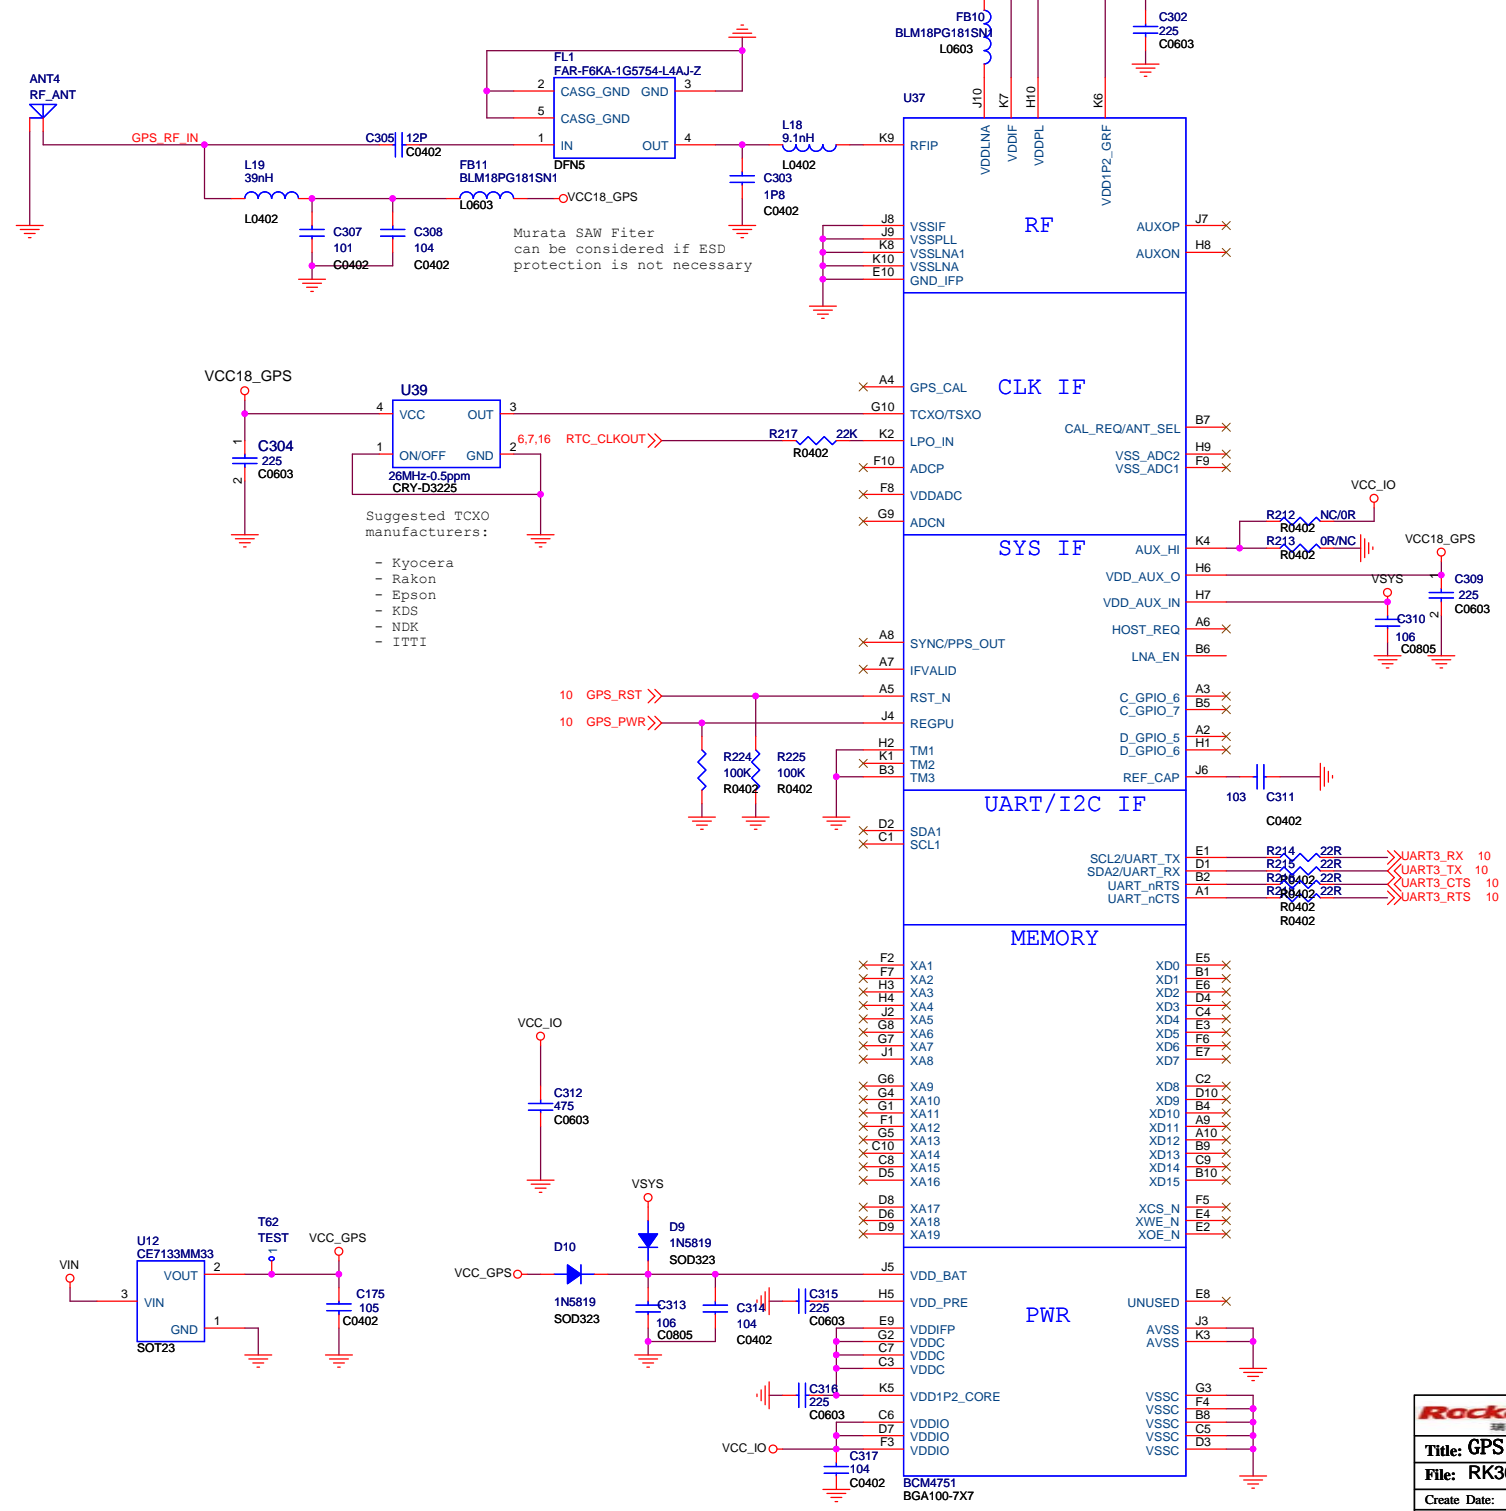 FB10
BLM18PG181SN1
L0603
C302
225
C0603
ANT4
RF_ANT
GPS_RF_IN
C305
12P
C0402
FL1
FAR-F6KA-1G5754-L4AJ-Z
2
CASG_GND
GND
3
5
CASG_GND
1
IN
OUT
4
DFN5
L18
9.1nH
L0402
C303
1P8
C0402
L19
39nH
L0402
FB11
BLM18PG181SN1
L0603
VCC18_GPS
C307
101
C0402
C308
104
C0402
Murata SAW Fiter
can be considered if ESD
protection is not necessary
U37
J10
K7
H10
K6
VDDLNA
VDDIF
VDDPL
VDD1P2_GRF
K9
RFIP
RF
J8
VSSIF
J9
VSSPLL
K8
VSSLNA1
K10
VSSLNA
E10
GND_IFP
AUXOP
J7
AUXON
H8
VCC18_GPS
C304
225
C0603
1
2
U39
4
VCC
OUT
3
1
ON/OFF
GND
2
26MHz-0.5ppm
CRY-D3225
Suggested TCXO
manufacturers:
- Kyocera
- Rakon
- Epson
- KDS
- NDK
- ITTI
6,7,16
RTC_CLKOUT
R217
22K
R0402
CLK IF
A4
GPS_CAL
G10
TCXO/TSXO
K2
LPO_IN
F10
ADCP
F8
VDDADC
G9
ADCN
CAL_REQ/ANT_SEL
B7
VSS_ADC2
H9
VSS_ADC1
F9
VCC_IO
R212
NC/0R
R0402
R213
0R/NC
R0402
VCC18_GPS
C309
225
C0603
1
2
VSYS
C310
106
C0805
SYS IF
AUX_HI
K4
VDD_AUX_O
H6
VDD_AUX_IN
H7
HOST_REQ
A6
LNA_EN
B6
C_GPIO_6
A3
C_GPIO_7
B5
D_GPIO_5
A2
D_GPIO_6
H1
REF_CAP
J6
103
C311
C0402
A8
SYNC/PPS_OUT
A7
IFVALID
A5
RST_N
J4
REGPU
H2
TM1
K1
TM2
B3
TM3
10
GPS_RST
10
GPS_PWR
R224
100K
R0402
R225
100K
R0402
UART/I2C IF
D2
SDA1
C1
SCL1
SCL2/UART_TX
E1
SDA2/UART_RX
D1
UART_nRTS
B2
UART_nCTS
A1
R214
22R
UART3_RX
10
R215
22R
UART3_TX
10
22R
UART3_CTS
10
22R
UART3_RTS
10
R0402
R0402
R0402
R0402
MEMORY
F2
XA1
F7
XA2
H3
XA3
H4
XA4
J2
XA5
G8
XA6
G7
XA7
J1
XA8
G6
XA9
G4
XA10
G1
XA11
F1
XA12
G5
XA13
C10
XA14
C8
XA15
D5
XA16
D8
XA17
D6
XA18
D9
XA19
XD0
E5
XD1
B1
XD2
E6
XD3
D4
XD4
C4
XD5
E3
XD6
F6
XD7
E7
XD8
C2
XD9
D10
XD10
B4
XD11
A9
XD12
A10
XD13
B9
XD14
C9
XD15
B10
XCS_N
F5
XWE_N
E4
XOE_N
E2
VCC_IO
C312
475
C0603
VSYS
D9
1N5819
SOD323
VCC_GPS
D10
1N5819
SOD323
C313
106
C0805
C314
104
C0402
U12
CE7133MM33
VIN
3
VIN
VOUT
2
GND
1
SOT23
T62
TEST
1
VCC_GPS
C175
105
C0402
PWR
J5
VDD_BAT
H5
VDD_PRE
C315
225
C0603
E9
VDDIFP
G2
VDDC
C7
VDDC
C3
VDDC
K5
VDD1P2_CORE
C316
225
C0603
C6
VDDIO
D7
VDDIO
F3
VDDIO
VCC_IO
C317
104
C0402
UNUSED
E8
AVSS
J3
AVSS
K3
VSSC
G3
VSSC
F4
VSSC
B8
VSSC
C5
VSSC
D3
BCM4751
BGA100-7X7
Title: GPS
File:
Create Date: